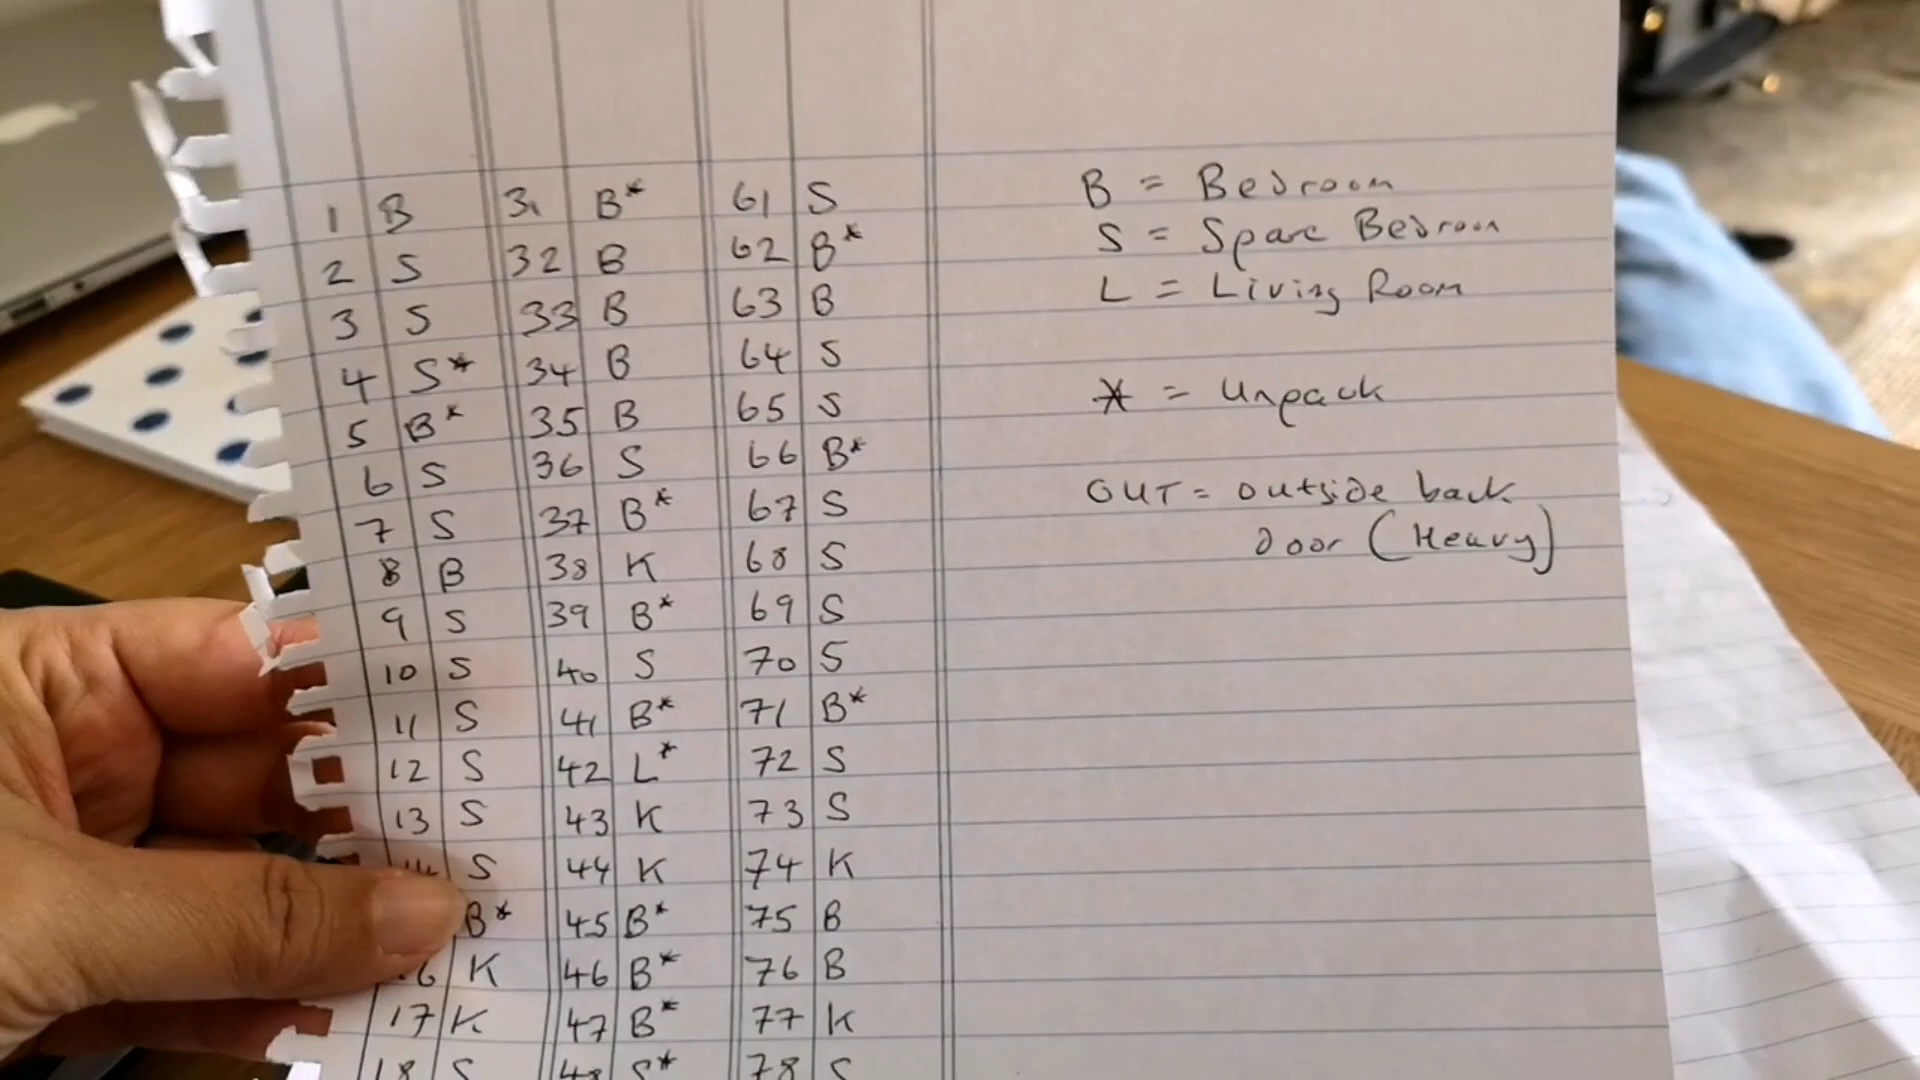 1 B 31 B* 61 S B = Bedroom
2 S 32 B 62 B* S = Spare Bedroom
3 S 33 B 63 B L = Living Room
4 S* 34 B 64 S
5 B* 35 B 65 S * = Unpack
6 S 36 S 66 B*
7 S 37 B* 67 S OUT = outside back
8 B 38 K 68 S door (Heavy)
9 S 39 B* 69 S
10 S 40 S 70 S
11 S 41 B* 71 B*
12 S 42 L* 72 S
13 S 43 K 73 S
S 44 K 74 K
B* 45 B* 75 B
K 46 B* 76 B
17 K 47 B* 77 K
18 S 48 S* 78 S